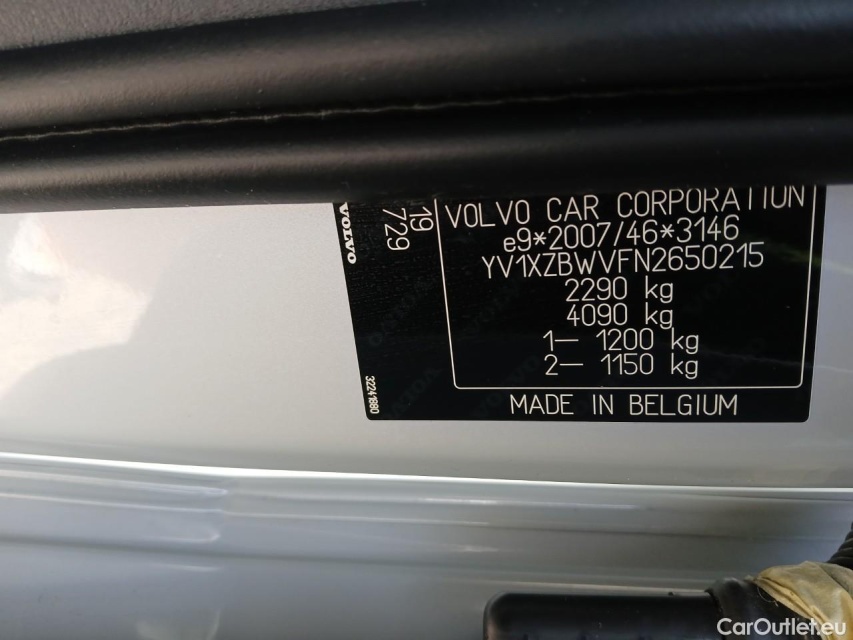 VOLVO CAR CORPORATION
e9*2007/46*3146
YV1XZBWVFN2650215
2290 kg
4090 kg
1— 1200 kg
2— 1150 kg
MADE IN BELGIUM
VOLVO
19
729
32241980
CarOutlet.eu